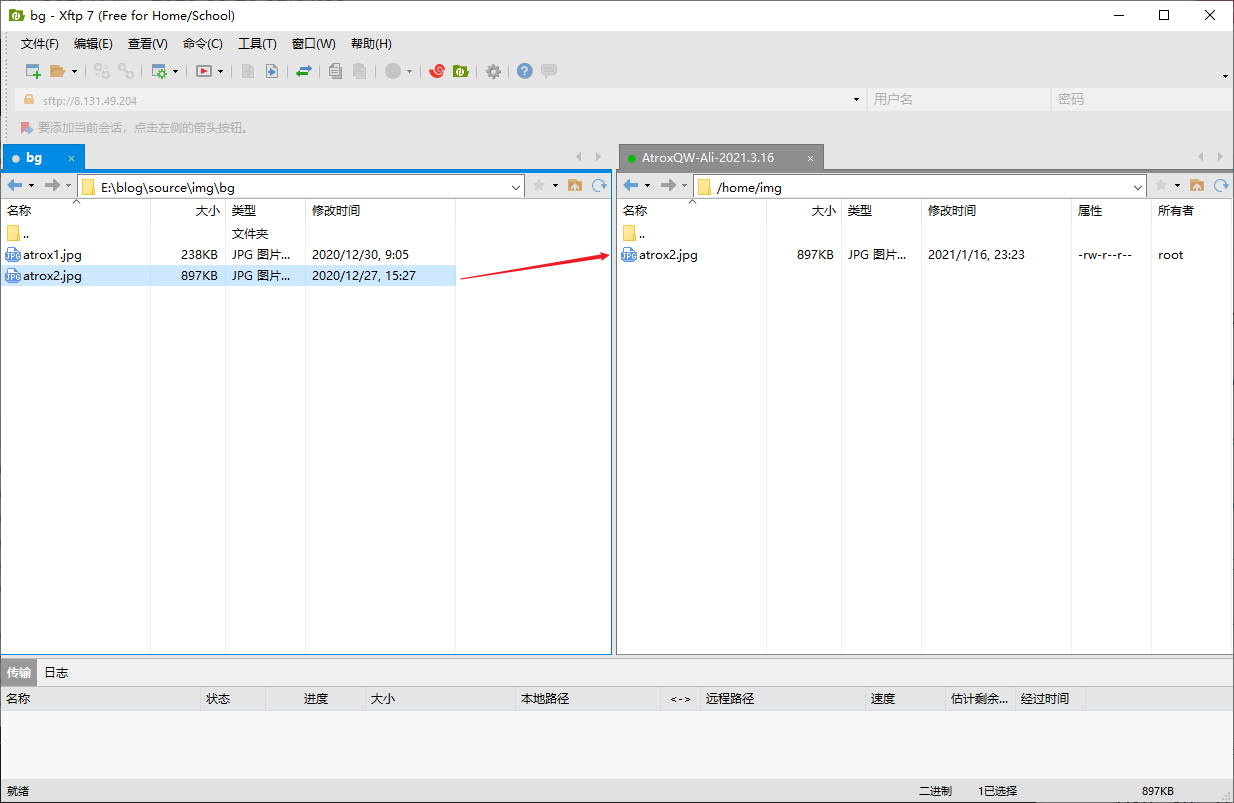 bg - Xftp 7 (Free for Home/School)
文件(F) 编辑(E) 查看(V) 命令(C) 工具(T) 窗口(W) 帮助(H)
sftp://8.131.49.204 用户名 密码
要添加当前会话，点击左侧的箭头按钮。
bg × AtroxQW-Ali-2021.3.16 ×
E:\blog\source\img\bg /home/img
名称 大小 类型 修改时间 名称 大小 类型 修改时间 属性 所有者
.. 文件夹 ..
atrox1.jpg 238KB JPG 图片... 2020/12/30, 9:05 atrox2.jpg 897KB JPG 图片... 2021/1/16, 23:23 -rw-r--r-- root
atrox2.jpg 897KB JPG 图片... 2020/12/27, 15:27
传输 日志
名称 状态 进度 大小 本地路径 <-> 远程路径 速度 估计剩余... 经过时间
就绪 二进制 1已选择 897KB